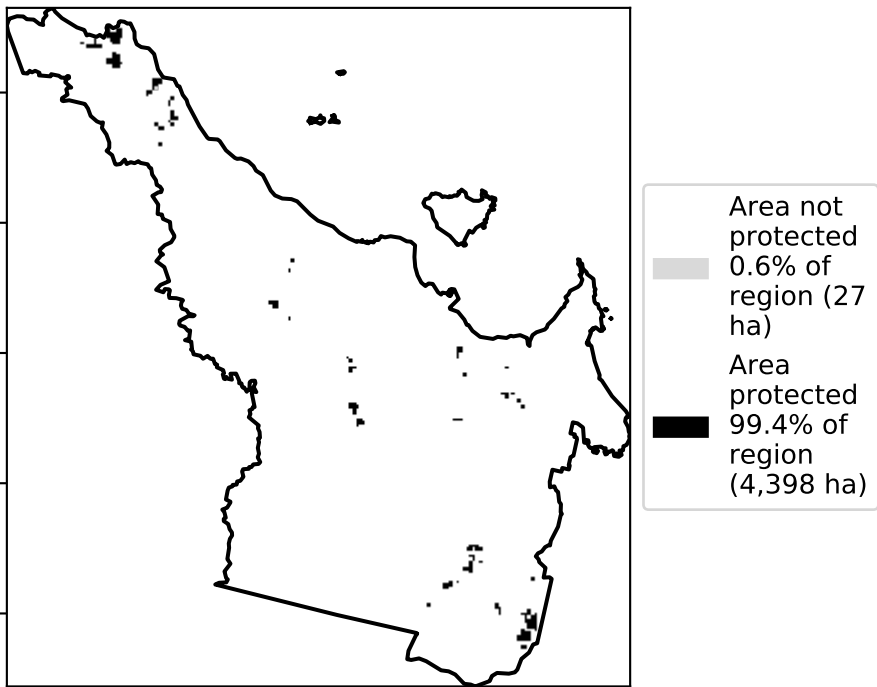 Area not
protected
0.6% of
region (27
ha)
Area
protected
99.4% of
region
(4,398 ha)